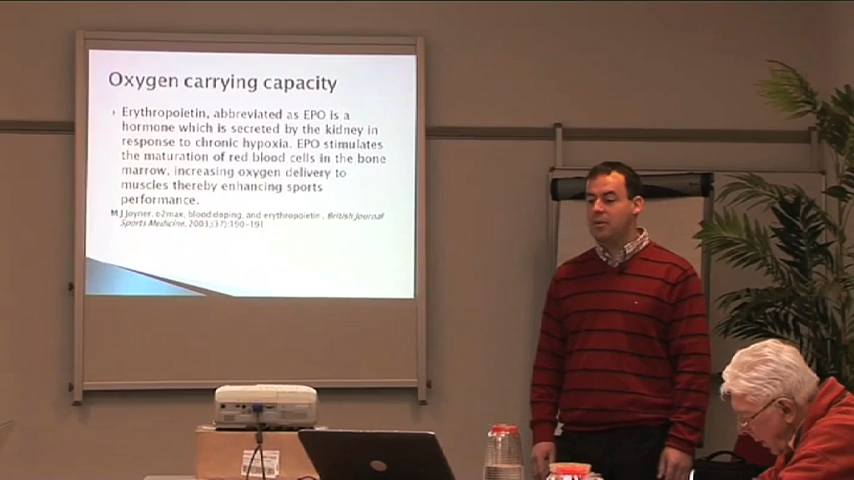 Oxygen carrying capacity
Erythropoietin, abbreviated as EPO is a
hormone which is secreted by the kidney in
response to chronic hypoxia. EPO stimulates
the maturation of red blood cells in the bone
marrow, increasing oxygen delivery to
muscles thereby enhancing sports
performance.
M J Joyner, o2max, blood doping, and erythropoietin, British Journal
Sports Medicine, 2003;(37):190-191